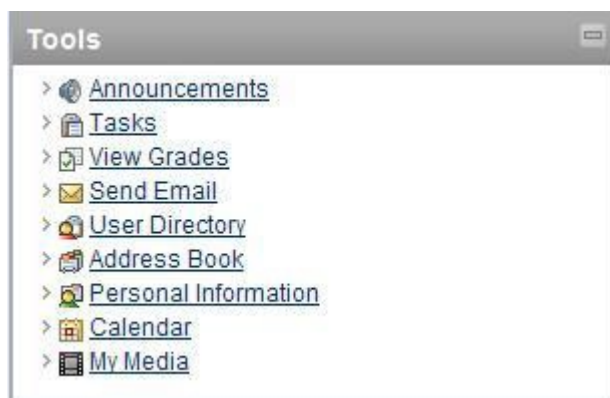 Tools
Announcements
Tasks
View Grades
Send Email
User Directory
Address Book
Personal Information
Calendar
My Media